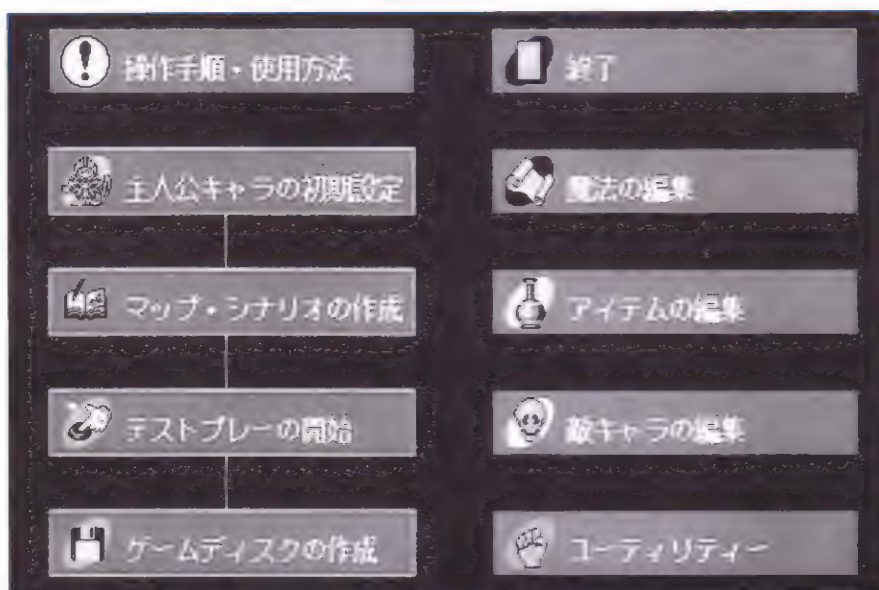 操作手順・使用方法
主人公キャラの初期設定
マップ・シナリオの作成
テストプレーの開始
ゲームディスクの作成
終了
魔法の編集
アイテムの編集
敵キャラの編集
ユーティリティー